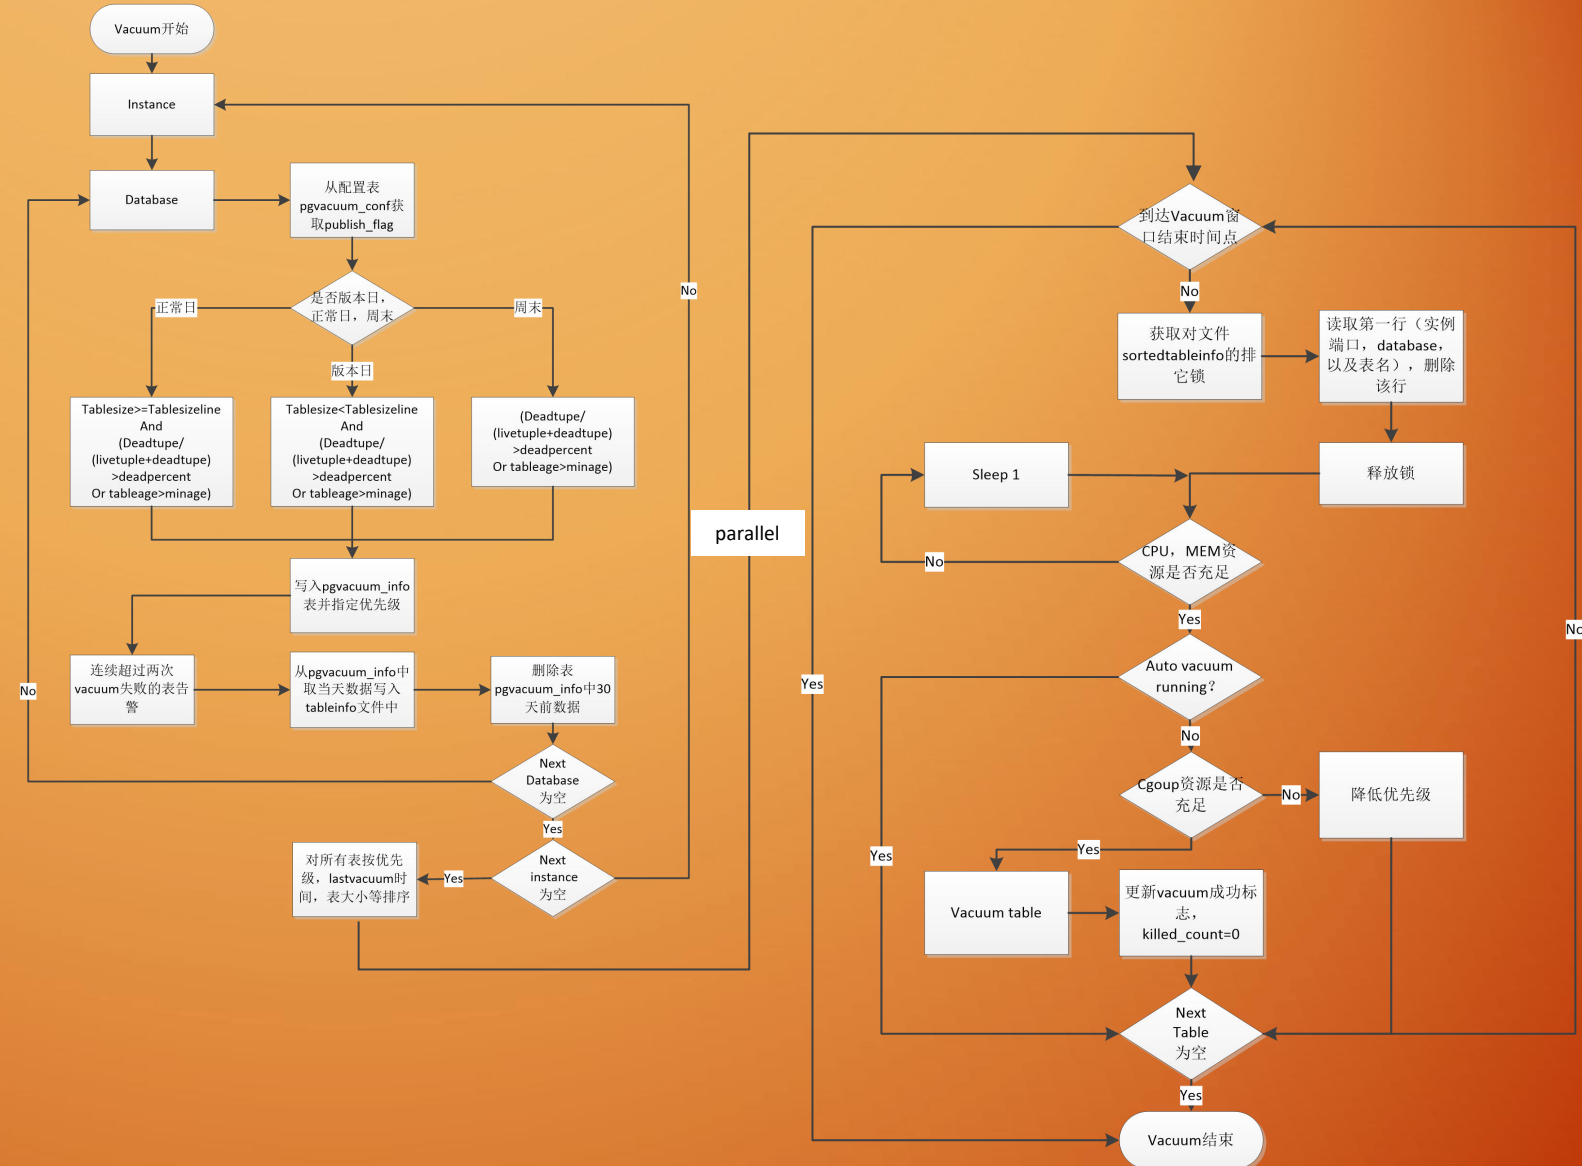 Vacuum开始
Instance
Database
从配置表
pgvacuum_conf获
取publish_flag
是否版本日，
正常日，周末
正常日
周末
版本日
Tablesize>=Tablesizeline
And
(Deadtupe/
(livetuple+deadtupe)
>deadpercent
Or tableage>minage)
Tablesize<Tablesizeline
And
(Deadtupe/
(livetuple+deadtupe)
>deadpercent
Or tableage>minage)
(Deadtupe/
(livetuple+deadtupe)
>deadpercent
Or tableage>minage)
写入pgvacuum_info
表并指定优先级
连续超过两次
vacuum失败的表告
警
从pgvacuum_info中
取当天数据写入
tableinfo文件中
删除表
pgvacuum_info中30
天前数据
No
Next
Database
为空
Yes
Next
instance
为空
No
Yes
对所有表按优先
级，lastvacuum时
间，表大小等排序
parallel
到达Vacuum窗
口结束时间点
Yes
No
获取对文件
sortedtableinfo的排
它锁
读取第一行（实例
端口，database，
以及表名），删除
该行
释放锁
Sleep 1
CPU，MEM资
源是否充足
No
Yes
Auto vacuum
running？
Yes
No
Cgoup资源是否
充足
No
降低优先级
Yes
Vacuum table
更新vacuum成功标
志，
killed_count=0
Next
Table
为空
No
Yes
Vacuum结束